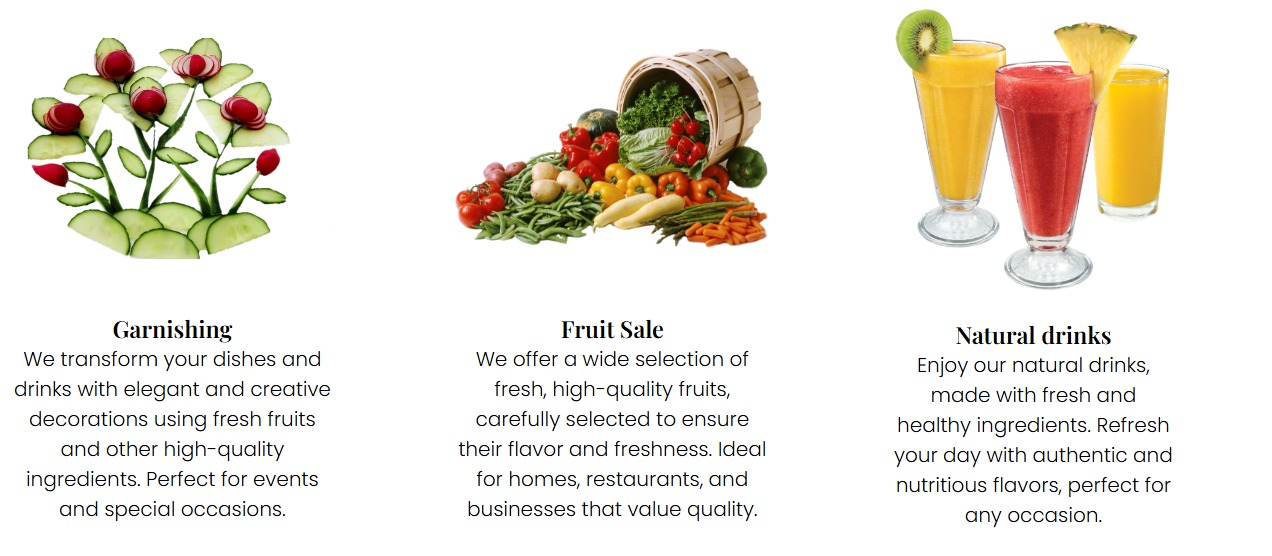 Garnishing
We transform your dishes and
drinks with elegant and creative
decorations using fresh fruits
and other high-quality
ingredients. Perfect for events
and special occasions.
Fruit Sale
We offer a wide selection of
fresh, high-quality fruits,
carefully selected to ensure
their flavor and freshness. Ideal
for homes, restaurants, and
businesses that value quality.
Natural drinks
Enjoy our natural drinks,
made with fresh and
healthy ingredients. Refresh
your day with authentic and
nutritious flavors, perfect for
any occasion.